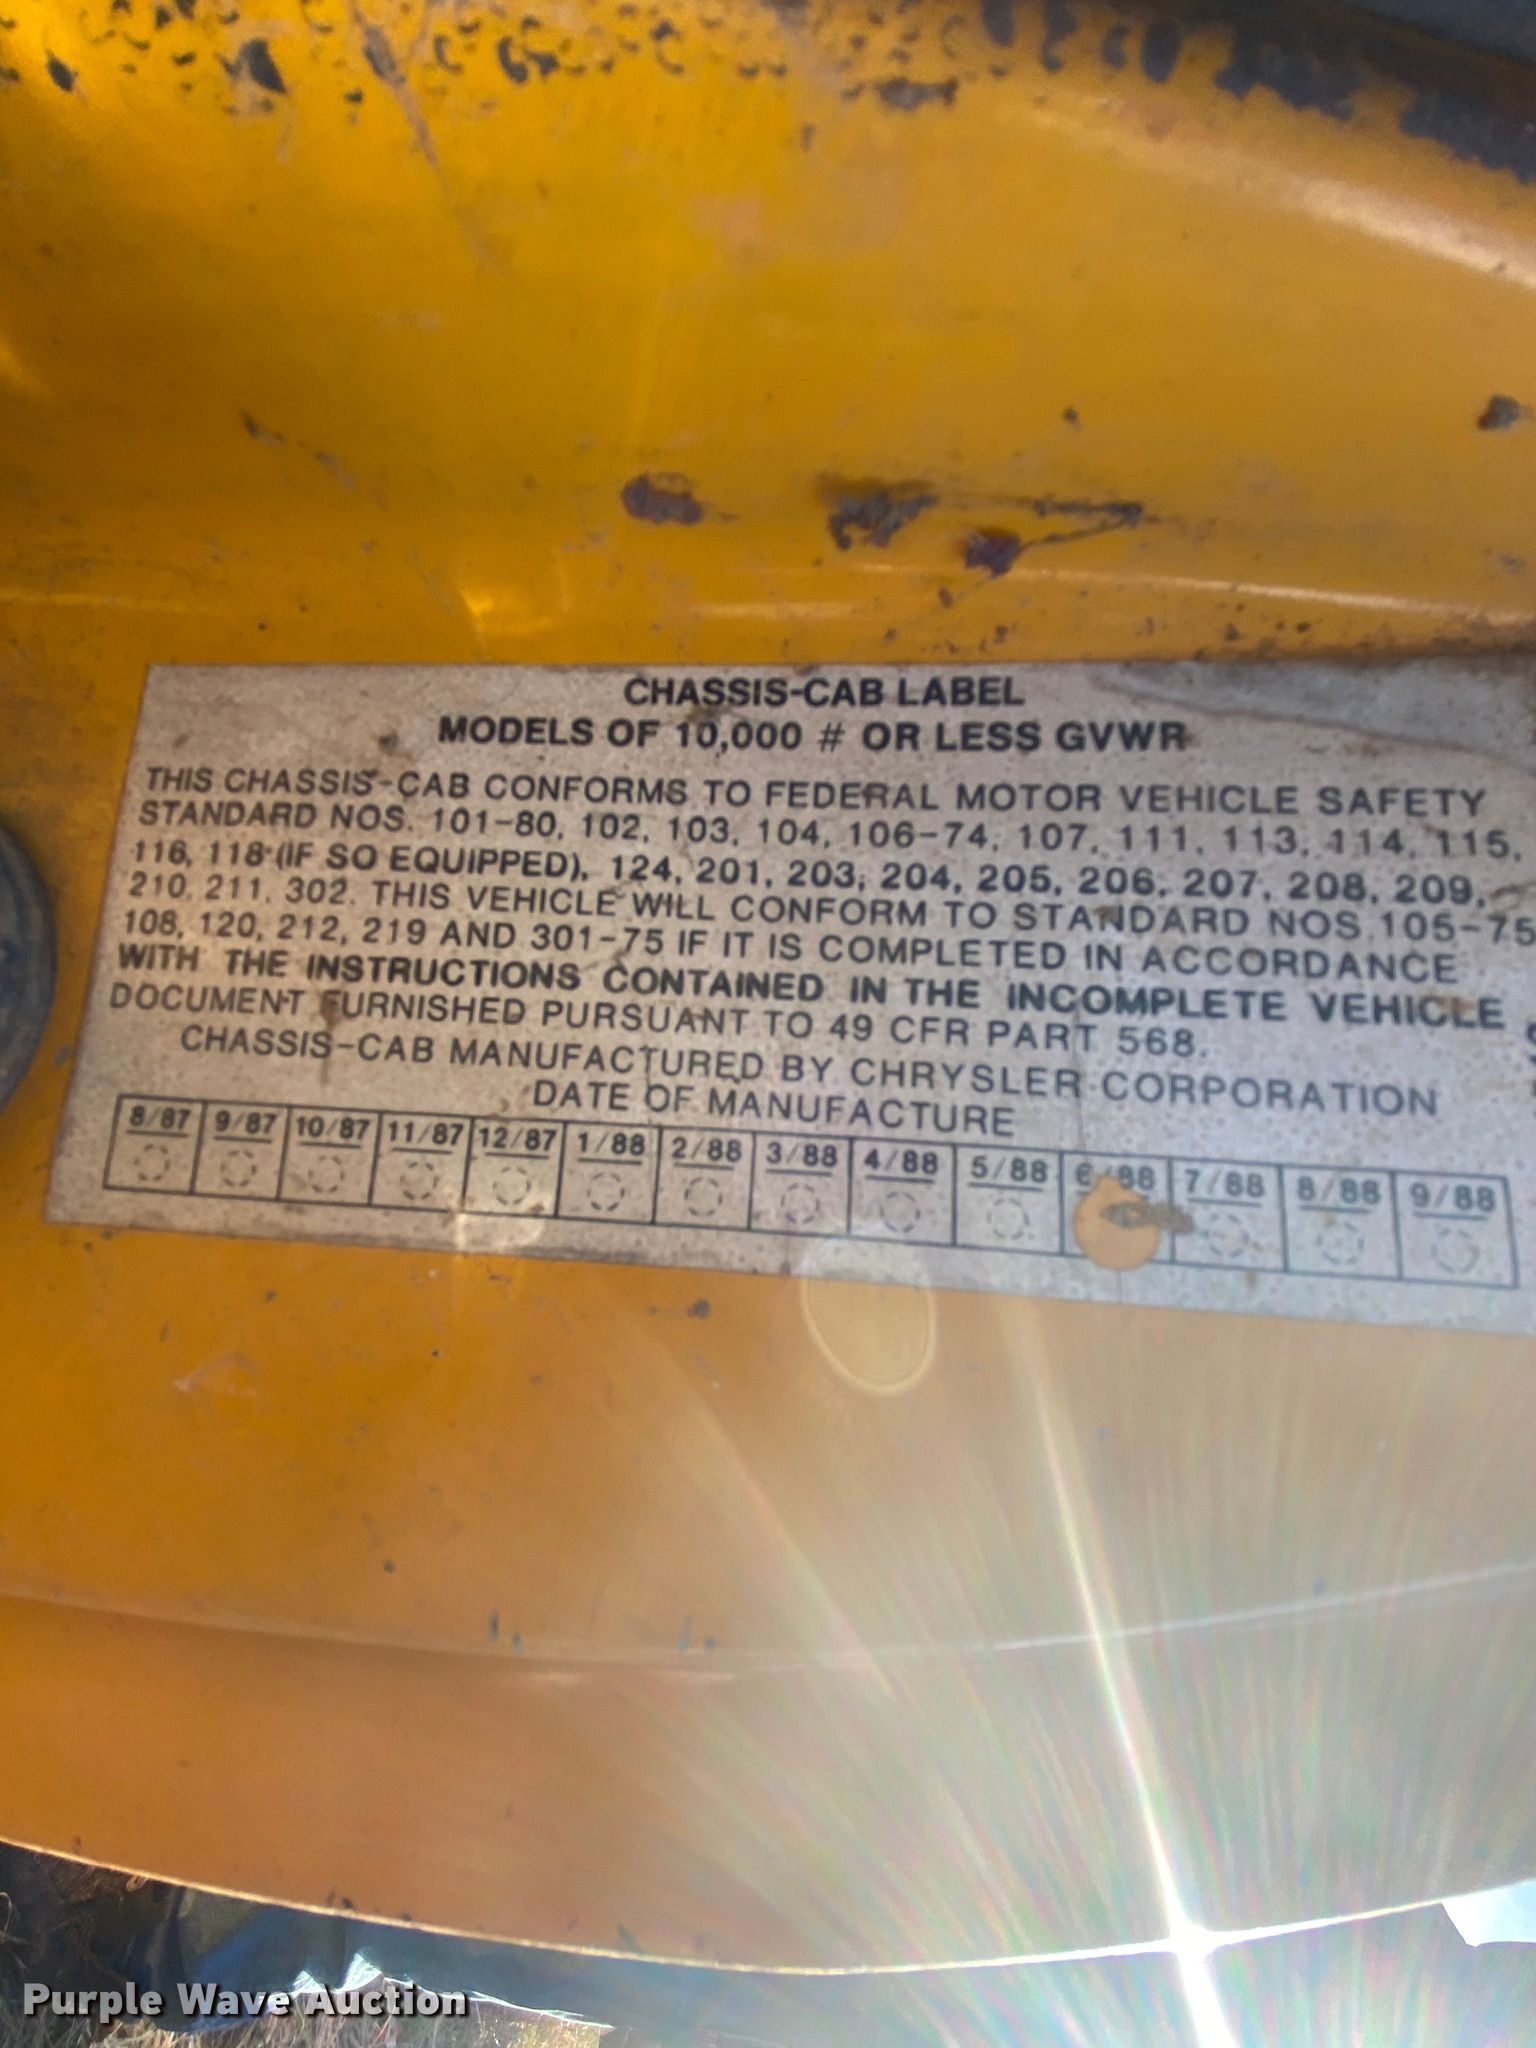 CHASSIS-CAB LABEL
MODELS OF 10,000 # OR LESS GVWR
THIS CHASSIS-CAB CONFORMS TO FEDERAL MOTOR VEHICLE SAFETY
STANDARD NOS. 101-80, 102, 103, 104, 106-74, 107, 111, 113, 114, 115,
116, 118 (IF SO EQUIPPED), 124, 201, 203, 204, 205, 206, 207, 208, 209,
210, 211, 302. THIS VEHICLE WILL CONFORM TO STANDARD NOS. 105-75
108, 120, 212, 219 AND 301-75 IF IT IS COMPLETED IN ACCORDANCE
WITH THE INSTRUCTIONS CONTAINED IN THE INCOMPLETE VEHICLE
DOCUMENT FURNISHED PURSUANT TO 49 CFR PART 568.
CHASSIS-CAB MANUFACTURED BY CHRYSLER CORPORATION
DATE OF MANUFACTURE
8/87 9/87 10/87 11/87 12/87 1/88 2/88 3/88 4/88 5/88 6/88 7/88 8/88 9/88
Purple Wave Auction